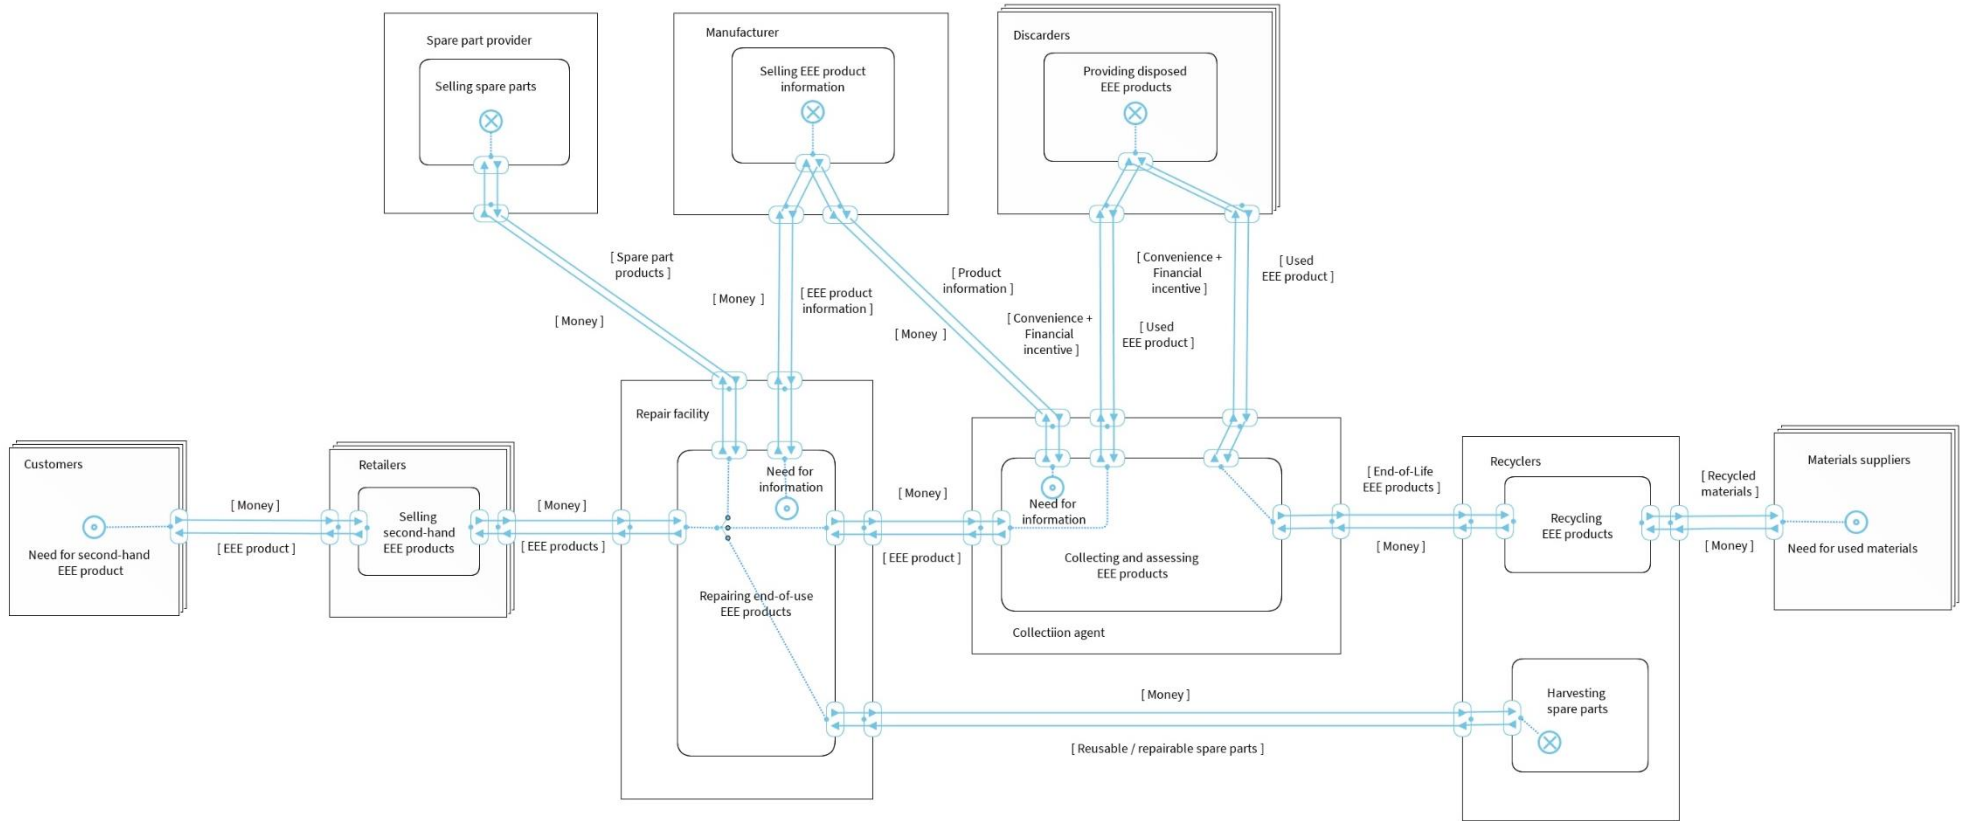 Spare part provider
Selling spare parts
Manufacturer
Selling EEE product
information
Discarders
Providing disposed
EEE products
[ Spare part
products ]
[ Money ]
[ Money ]
[ EEE product
information ]
[ Product
information ]
[ Money ]
[ Convenience +
Financial
incentive ]
[ Used
EEE product ]
[ Convenience +
Financial
incentive ]
[ Used
EEE product ]
Customers
Need for second-hand
EEE product
[ Money ]
[ EEE product ]
Retailers
Selling
second-hand
EEE products
[ Money ]
[ EEE products ]
Repair facility
Need for
information
Repairing end-of-use
EEE products
[ Money ]
[ EEE product ]
Need for
information
Collecting and assessing
EEE products
Collectiion agent
[ End-of-Life
EEE products ]
[ Money ]
Recyclers
Recycling
EEE products
[ Recycled
materials ]
[ Money ]
Materials suppliers
Need for used materials
[ Money ]
[ Reusable / repairable spare parts ]
Harvesting
spare parts